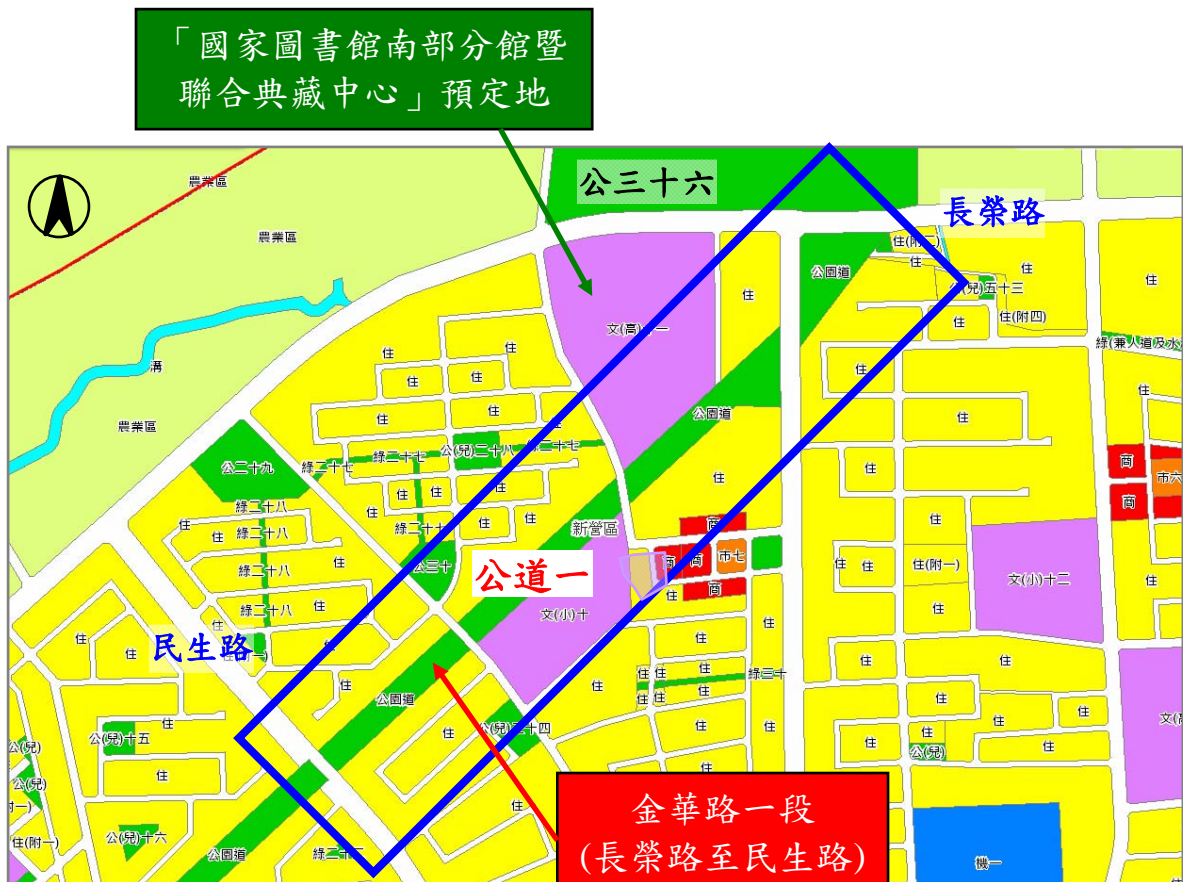 「國家圖書館南部分館暨
聯合典藏中心」預定地
農業區
公三十六
長榮路
農業區
住(附二)
住
住
公園道
住
住
公(兒)五十三
住
住(附四)
文(高)十一
綠(兼人道及水
溝
住
住
住
住
住
住
住
農業區
公園道
公(兒)二十八
綠二十七
綠二十七
綠二十七
公二十九
住
住
商
商
市六
住
住
住
綠二十八
綠二十七
住
住
住
住
新營區
商
住
綠二十八
商
商
市七
公三十
公道一
綠二十八
住
住
住
住(附一)
文(小)十二
商
住
綠二十八
住
文(小)十
住
住
住
民生路
住
住
住
住
住
住
住
住
住
綠三十
公園道
住
住
住
住
公(兒)十五
住
公(兒)三十四
住
住
住
住
住
公(兒)
住
住
住
公(兒)
公(兒)
住
金華路一段
(長榮路至民生路)
住
住(附一)
公(兒)十六
公園道
機一